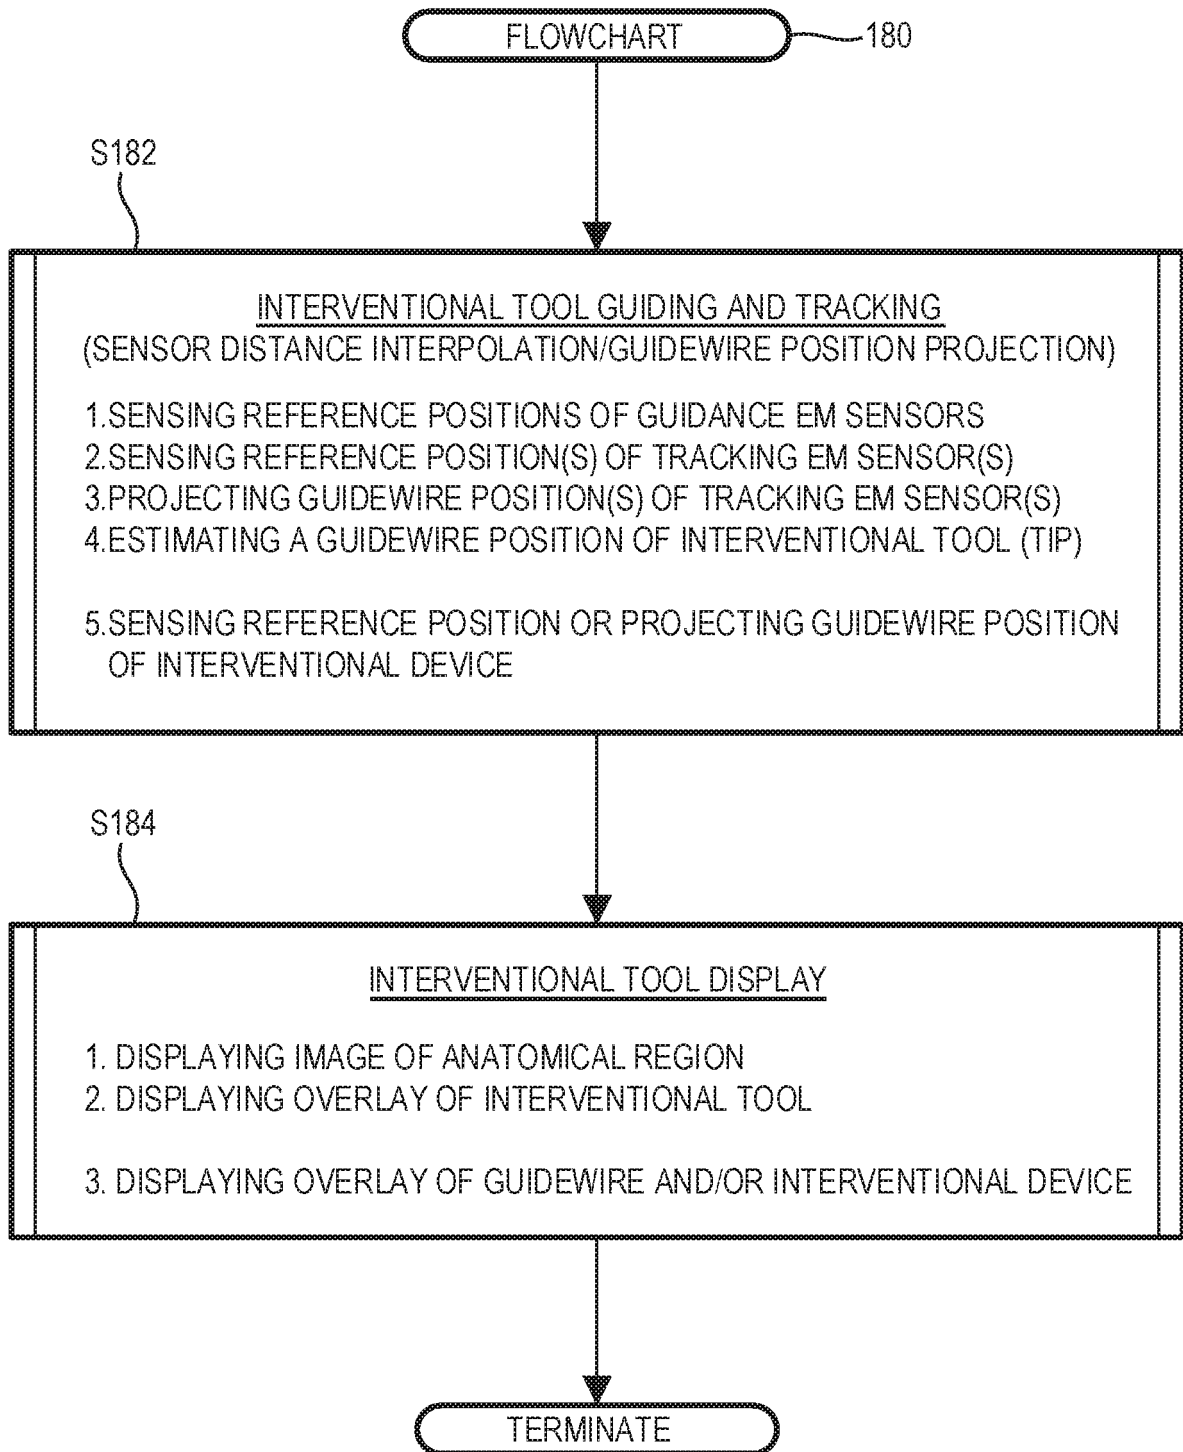 FLOWCHART
180
S182
INTERVENTIONAL TOOL GUIDING AND TRACKING
(SENSOR DISTANCE INTERPOLATION/GUIDEWIRE POSITION PROJECTION)
1.SENSING REFERENCE POSITIONS OF GUIDANCE EM SENSORS
2.SENSING REFERENCE POSITION(S) OF TRACKING EM SENSOR(S)
3.PROJECTING GUIDEWIRE POSITION(S) OF TRACKING EM SENSOR(S)
4.ESTIMATING A GUIDEWIRE POSITION OF INTERVENTIONAL TOOL (TIP)
5.SENSING REFERENCE POSITION OR PROJECTING GUIDEWIRE POSITION
OF INTERVENTIONAL DEVICE
S184
INTERVENTIONAL TOOL DISPLAY
1. DISPLAYING IMAGE OF ANATOMICAL REGION
2. DISPLAYING OVERLAY OF INTERVENTIONAL TOOL
3. DISPLAYING OVERLAY OF GUIDEWIRE AND/OR INTERVENTIONAL DEVICE
TERMINATE